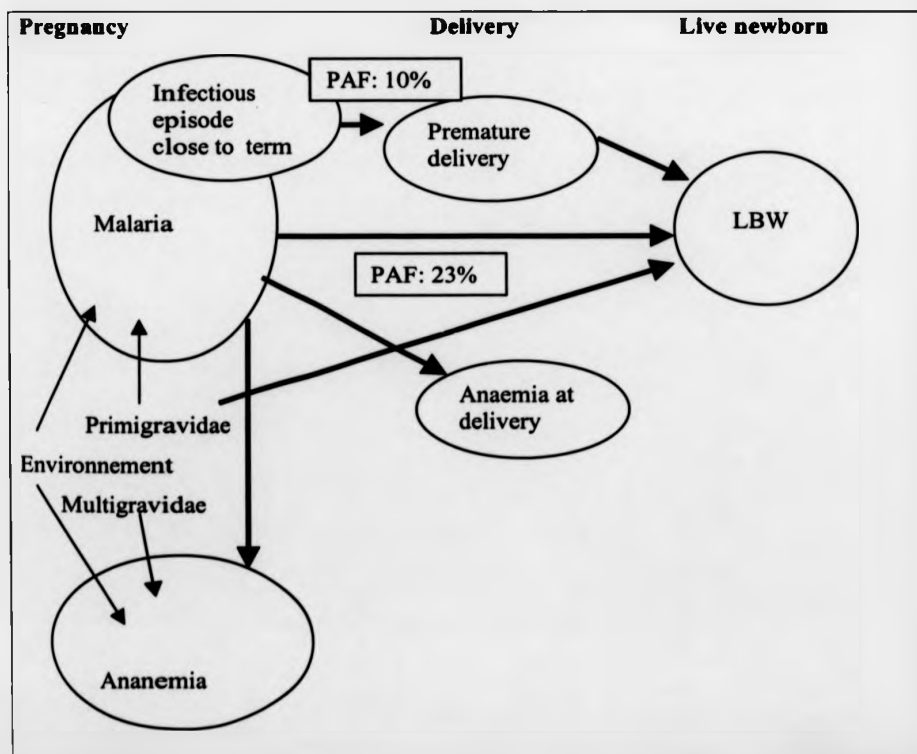 Pregnancy Delivery Live newborn
PAF: 10%
Infectious
episode
close to term
Premature
delivery
Malaria
LBW
PAF: 23%
Primigravidae
Anaemia at
delivery
Environnement
Multigravidae
Ananemia